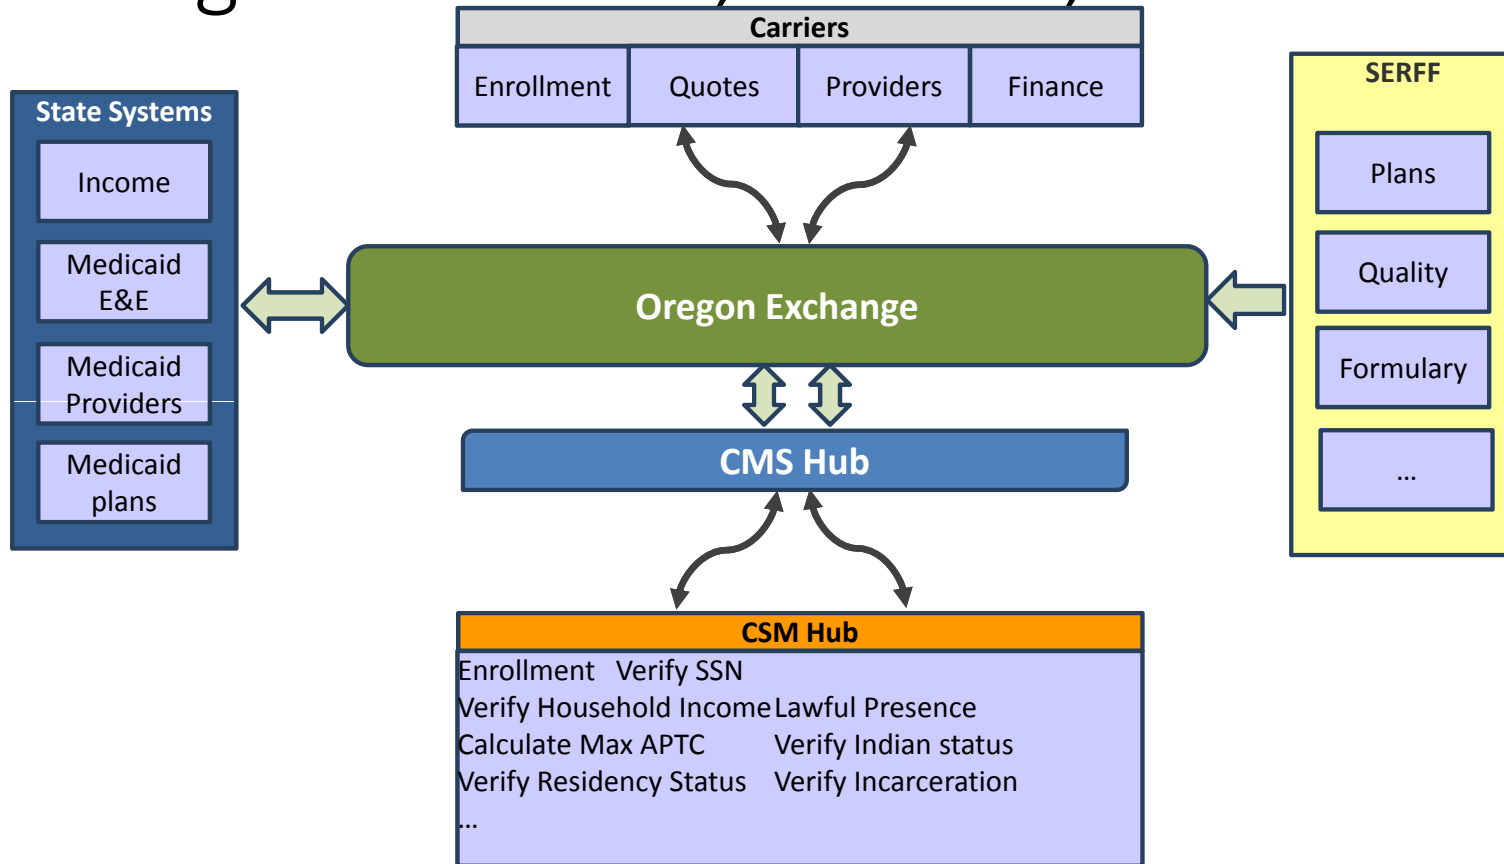 Carriers
Enrollment
Quotes
Providers
Finance
State Systems
Income
Medicaid
E&E
Medicaid
Providers
Medicaid
plans
Oregon Exchange
SERFF
Plans
Quality
Formulary
...
CMS Hub
CSM Hub
Enrollment Verify SSN
Verify Household Income Lawful Presence
Calculate Max APTC Verify Indian status
Verify Residency Status Verify Incarceration
...